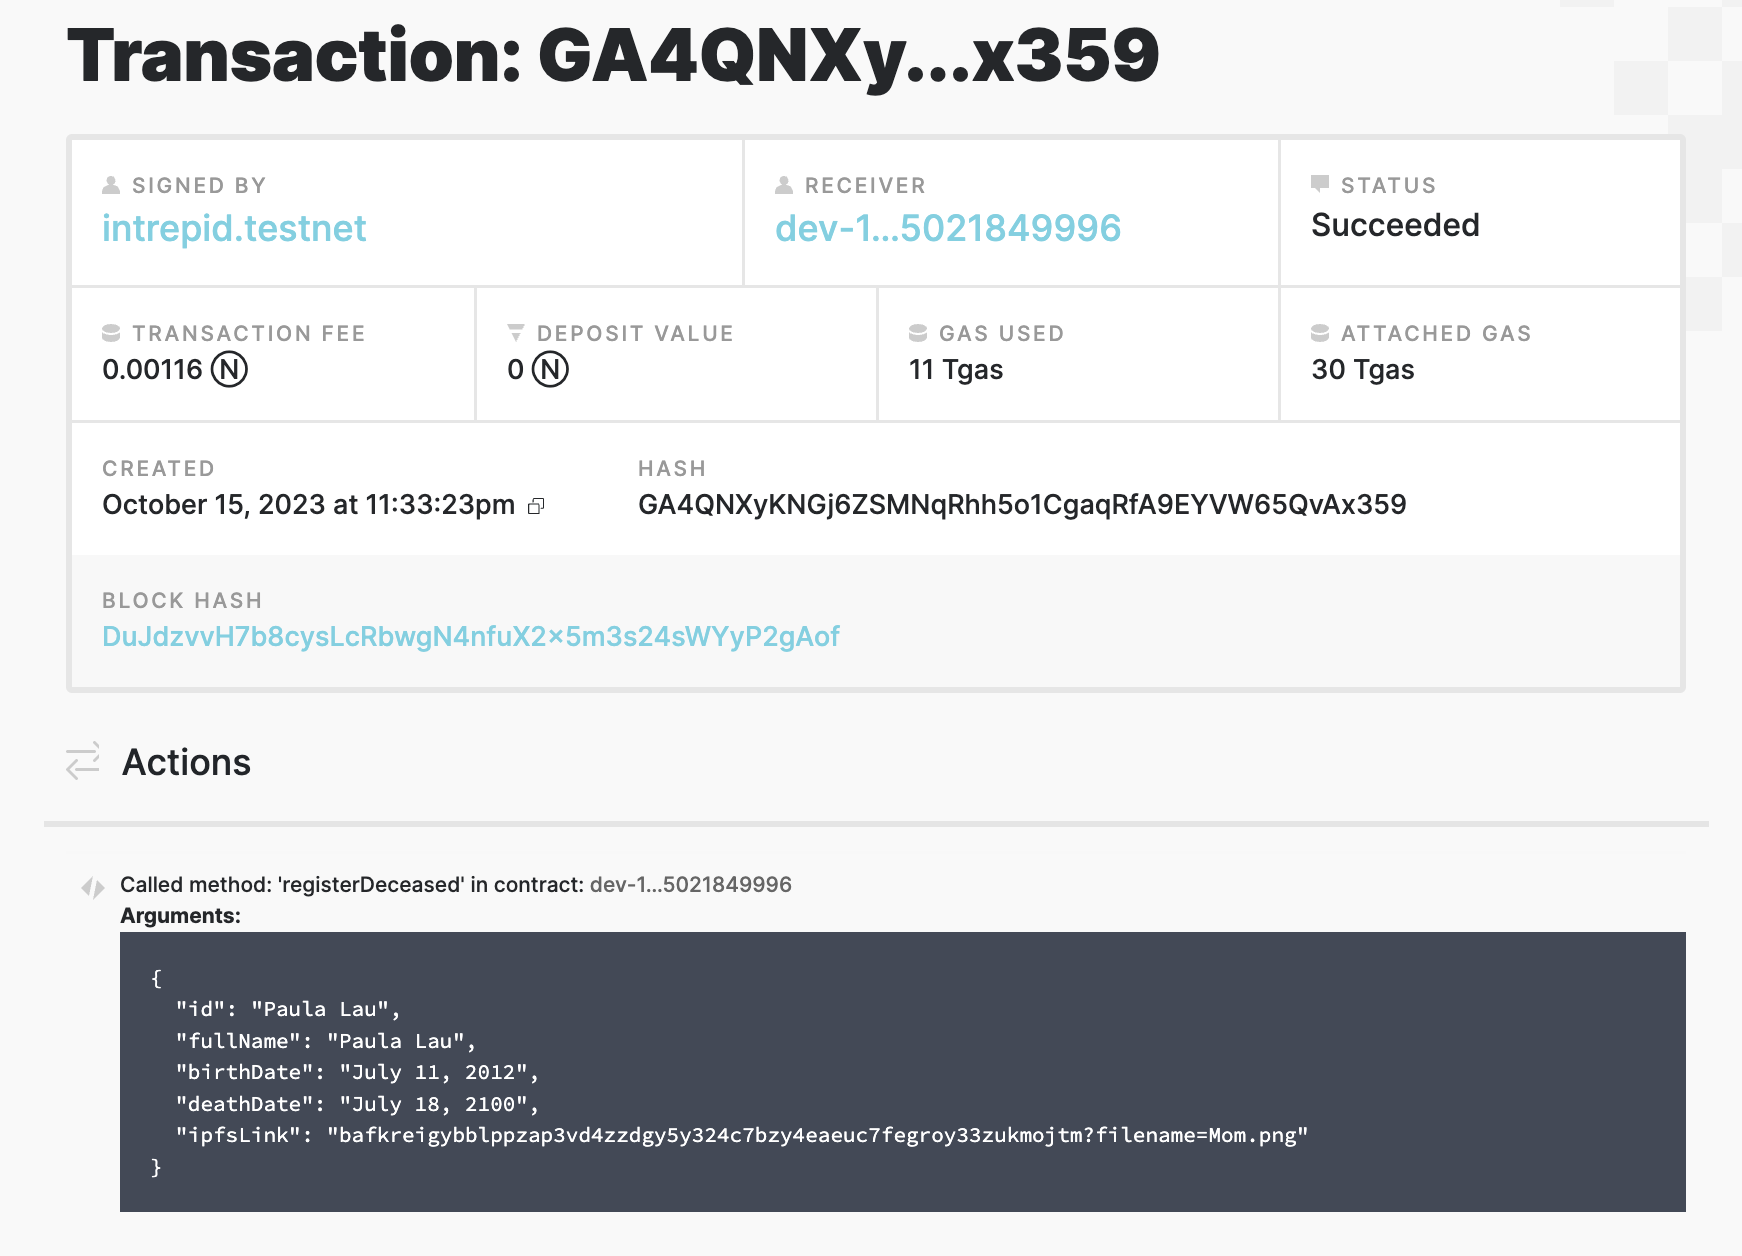 Transaction: GA4QNXy...x359
SIGNED BY
intrepid.testnet
RECEIVER
dev-1...5021849996
STATUS
Succeeded
TRANSACTION FEE
0.00116 Ⓝ
DEPOSIT VALUE
0 Ⓝ
GAS USED
11 Tgas
ATTACHED GAS
30 Tgas
CREATED
October 15, 2023 at 11:33:23pm
HASH
GA4QNXyKNGj6ZSMNqRhh5o1CgaqRfA9EYVW65QvAx359
BLOCK HASH
DuJdzvvH7b8cysLcRbwgN4nfuX2×5m3s24sWYyP2gAof
Actions
Called method: 'registerDeceased' in contract: dev-1...5021849996
Arguments:
{
  "id": "Paula Lau",
  "fullName": "Paula Lau",
  "birthDate": "July 11, 2012",
  "deathDate": "July 18, 2100",
  "ipfsLink": "bafkreigybblppzap3vd4zzdgy5y324c7bzy4eaeuc7fegroy33zukmojtm?filename=Mom.png"
}